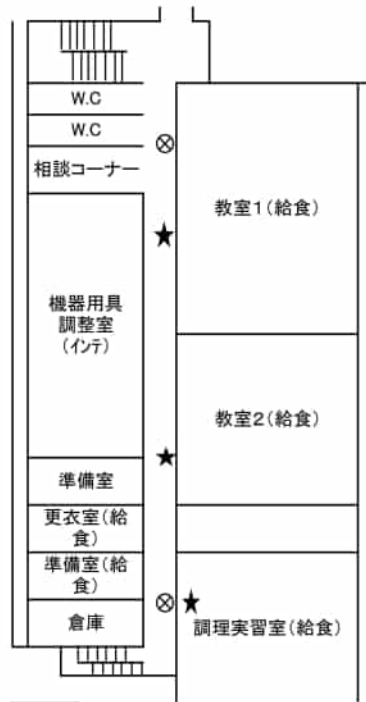 W.C
W.C
相談コーナー
教室1(給食)
機器用具
調整室
(インテ)
教室2(給食)
準備室
更衣室(給
食)
準備室(給
食)
倉庫
調理実習室(給食)